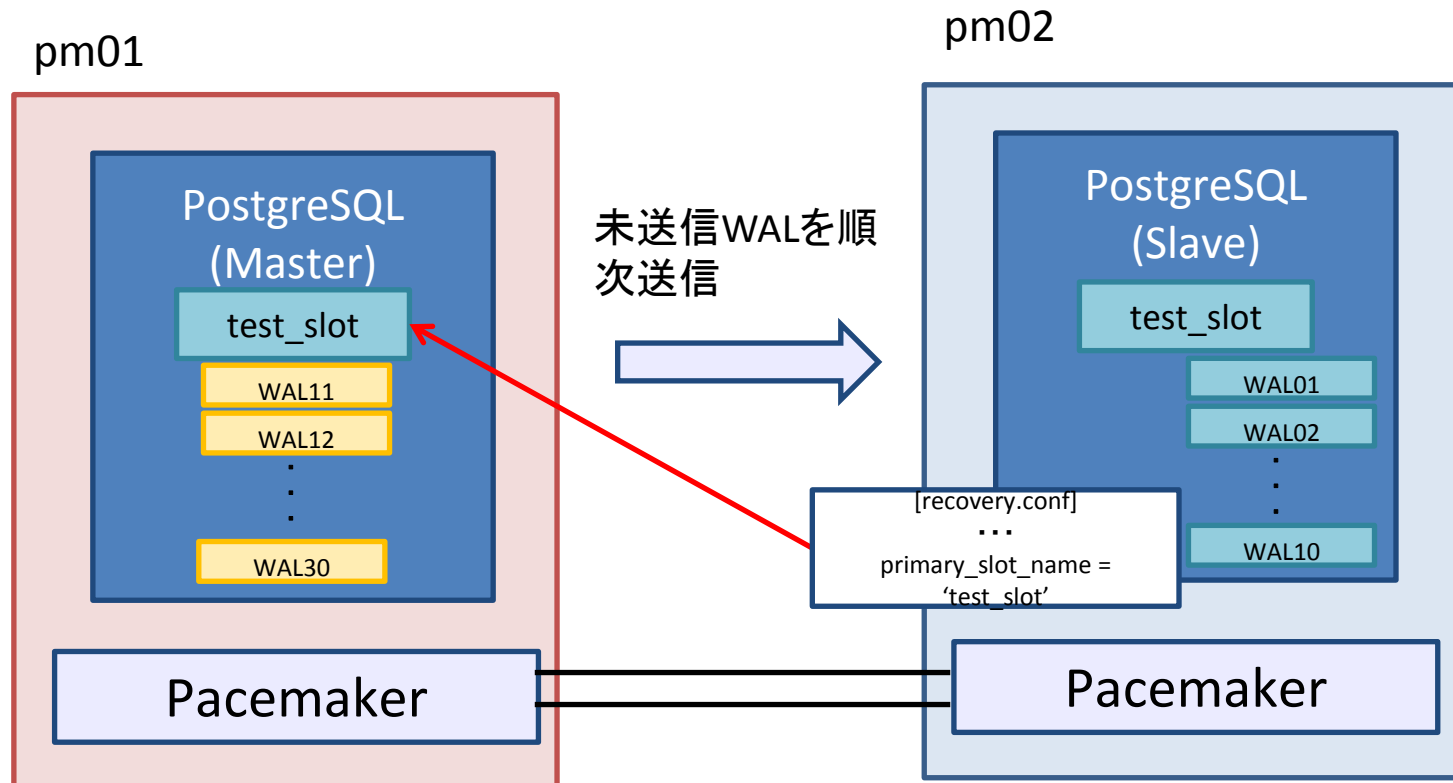 pm01
PostgreSQL
(Master)
test_slot
WAL11
WAL12
・
・
・
WAL30
Pacemaker
未送信WALを順
次送信
pm02
PostgreSQL
(Slave)
test_slot
WAL01
WAL02
・
・
・
WAL10
[recovery.conf]
・・・
primary_slot_name =
‘test_slot’
Pacemaker